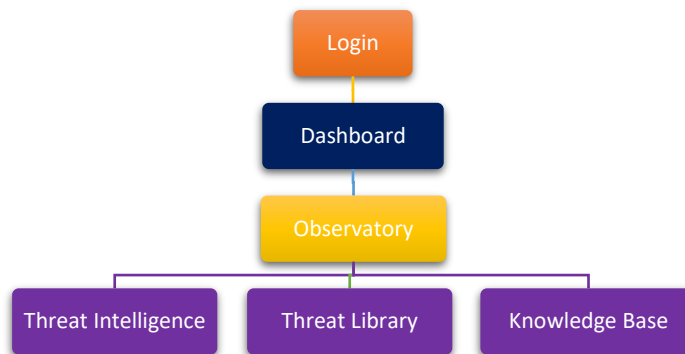 Login
Dashboard
Observatory
Threat Intelligence
Threat Library
Knowledge Base